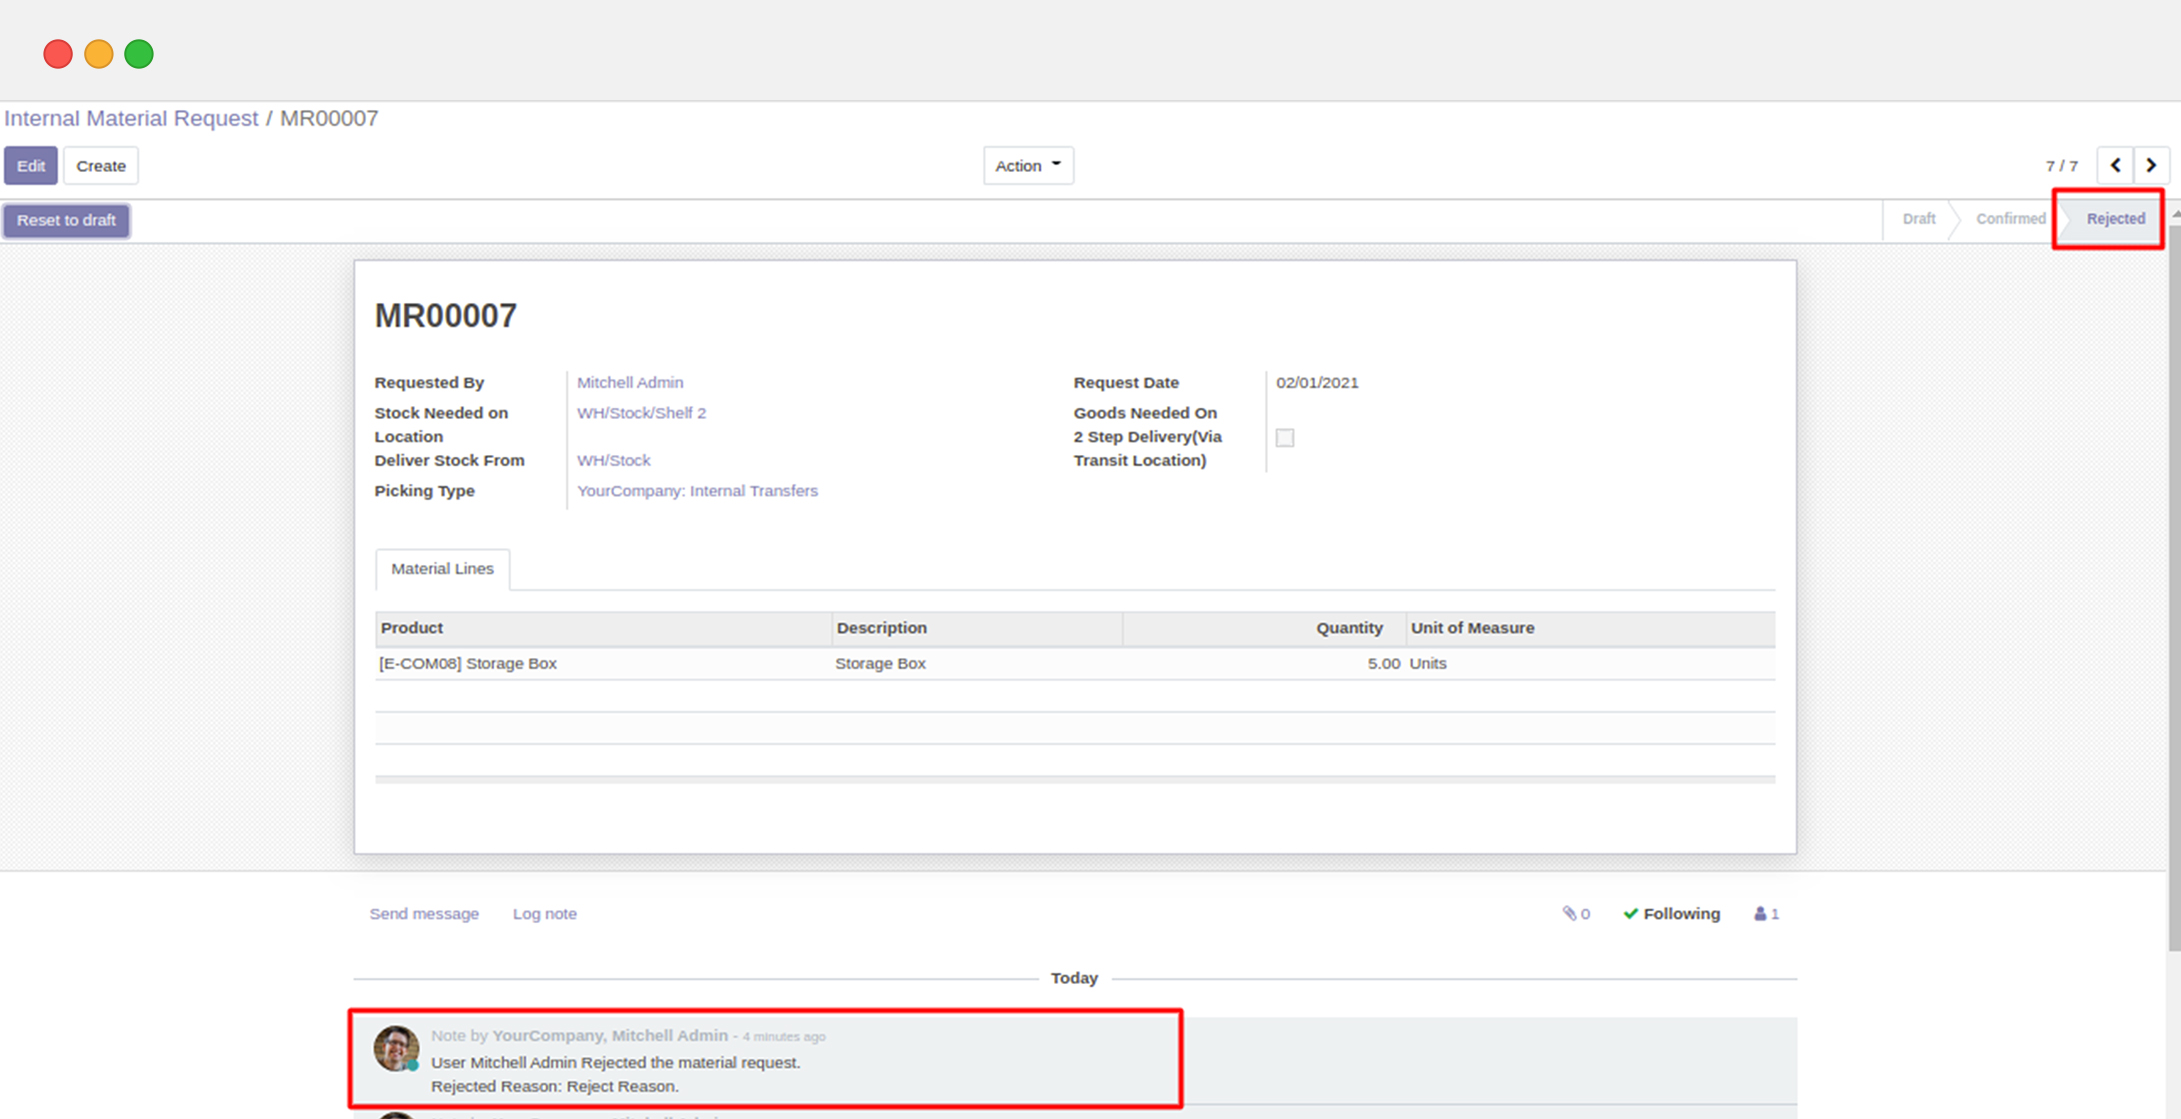 Internal Material Request / MR00007
Edit Create Action 7 / 7
Reset to draft Draft Confirmed Rejected
MR00007
Requested By Mitchell Admin Request Date 02/01/2021
Stock Needed on Location WH/Stock/Shelf 2 Goods Needed On
Deliver Stock From WH/Stock 2 Step Delivery(Via Transit Location)
Picking Type YourCompany: Internal Transfers
Material Lines
Product Description Quantity Unit of Measure
[E-COM08] Storage Box Storage Box 5.00 Units
Send message Log note 0 Following 1
Today
Note by YourCompany, Mitchell Admin - 4 minutes ago
User Mitchell Admin Rejected the material request.
Rejected Reason: Reject Reason.